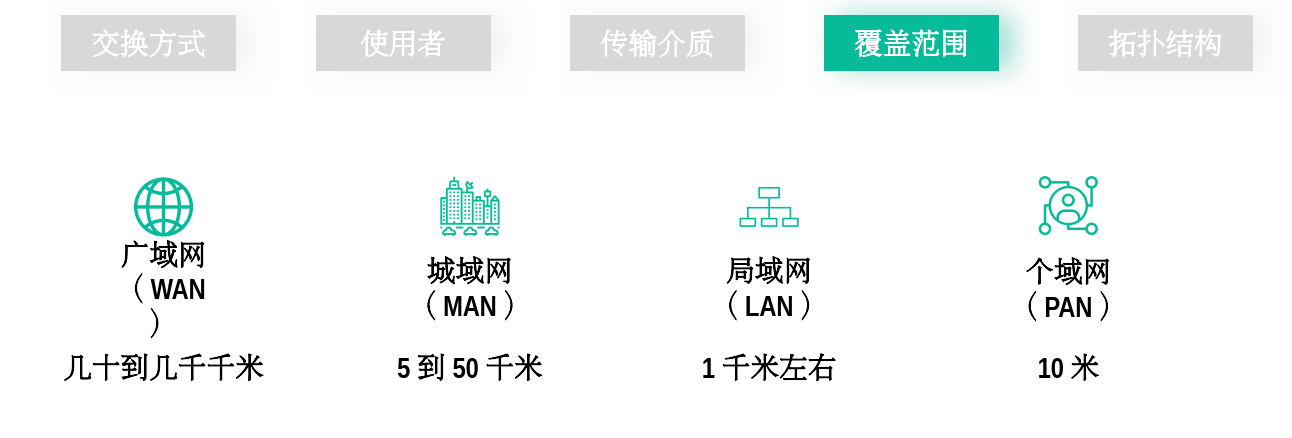 交换方式
使用者
传输介质
覆盖范围
拓扑结构
广域网
（WAN
）
城域网
（MAN）
局域网
（LAN）
个域网
（PAN）
几十到几千千米
5 到 50 千米
1 千米左右
10 米